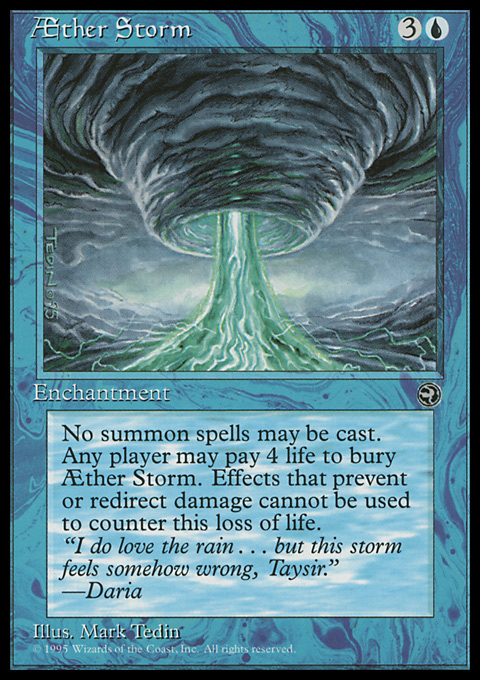 Æther Storm 3
TEDIN 95
Enchantment
No summon spells may be cast.
Any player may pay 4 life to bury
Æther Storm. Effects that prevent
or redirect damage cannot be used
to counter this loss of life.
“I do love the rain . . . but this storm
feels somehow wrong, Taysir.”
—Daria
Illus. Mark Tedin
© 1995 Wizards of the Coast, Inc. All rights reserved.